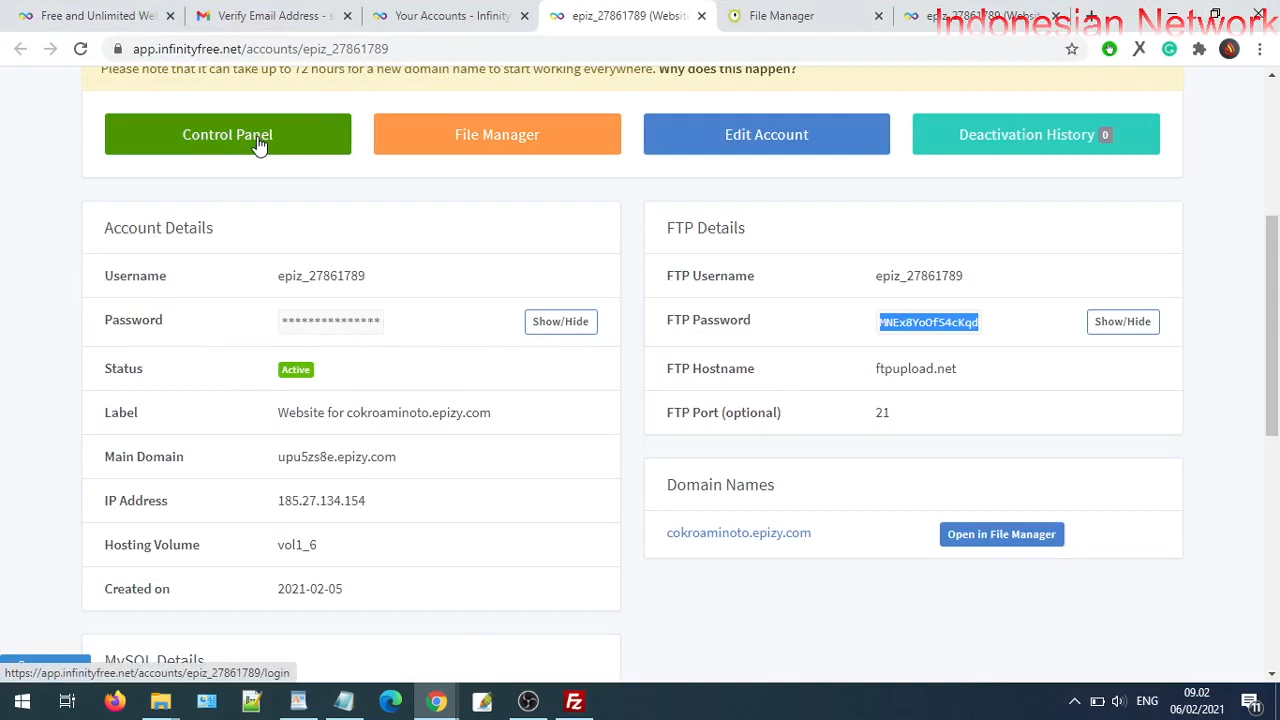 Free and Unlimited We
Verify Email Address - s
Your Accounts - Infinity
epiz_27861789 (Website
File Manager
epiz_27861789 (Websi
Indonesian Network
app.infinityfree.net/accounts/epiz_27861789
Please note that it can take up to 72 hours for a new domain name to start working everywhere. Why does this happen?
Control Panel
File Manager
Edit Account
Deactivation History 0
Account Details
Username epiz_27861789
Password *************** Show/Hide
Status Active
Label Website for cokroaminoto.epizy.com
Main Domain upu5zs8e.epizy.com
IP Address 185.27.134.154
Hosting Volume vol1_6
Created on 2021-02-05
FTP Details
FTP Username epiz_27861789
FTP Password MNEx8YoOfS4cKqd Show/Hide
FTP Hostname ftpupload.net
FTP Port (optional) 21
Domain Names
cokroaminoto.epizy.com Open in File Manager
MySQL Details
https://app.infinityfree.net/accounts/epiz_27861789/login
ENG
09.02
06/02/2021
11